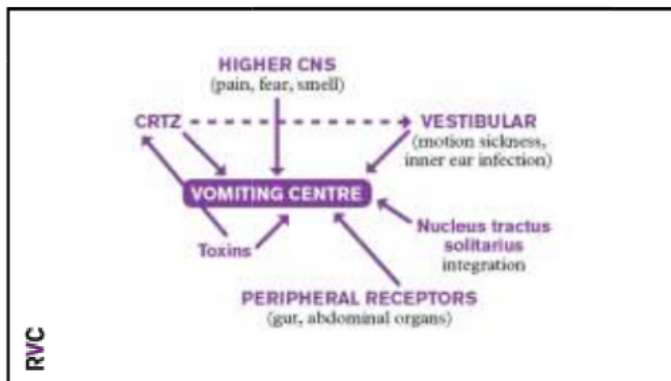 HIGHER CNS
(pain, fear, smell)
CRTZ
VESTIBULAR
(motion sickness,
inner ear infection)
VOMITING CENTRE
Nucleus tractus
solitarius
integration
Toxins
PERIPHERAL RECEPTORS
(gut, abdominal organs)
RVC